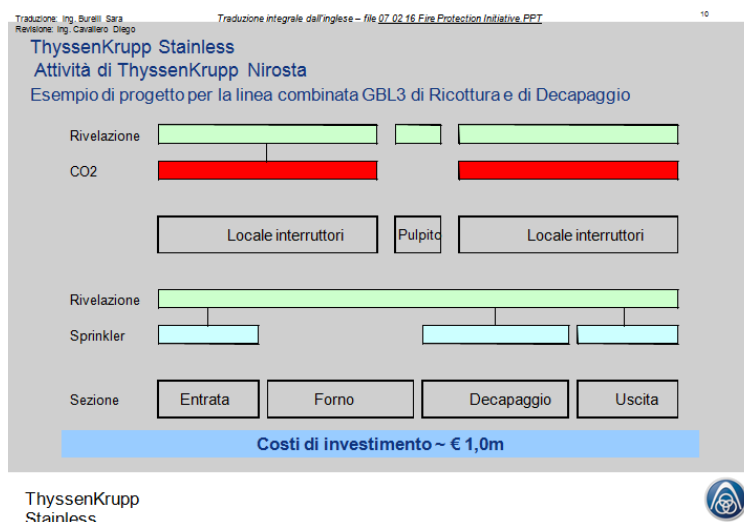 Traduzione: Ing. Burelli Sara
Traduzione integrale dall'inglese – file 07 02 16 Fire Protection Initiative.PPT
10
Revisione: Ing. Cavallero Diego
ThyssenKrupp Stainless
Attività di ThyssenKrupp Nirosta
Esempio di progetto per la linea combinata GBL3 di Ricottura e di Decapaggio
Rivelazione
CO2
Locale interruttori
Pulpito
Locale interruttori
Rivelazione
Sprinkler
Sezione
Entrata
Forno
Decapaggio
Uscita
Costi di investimento ~ € 1,0m
ThyssenKrupp
Stainless